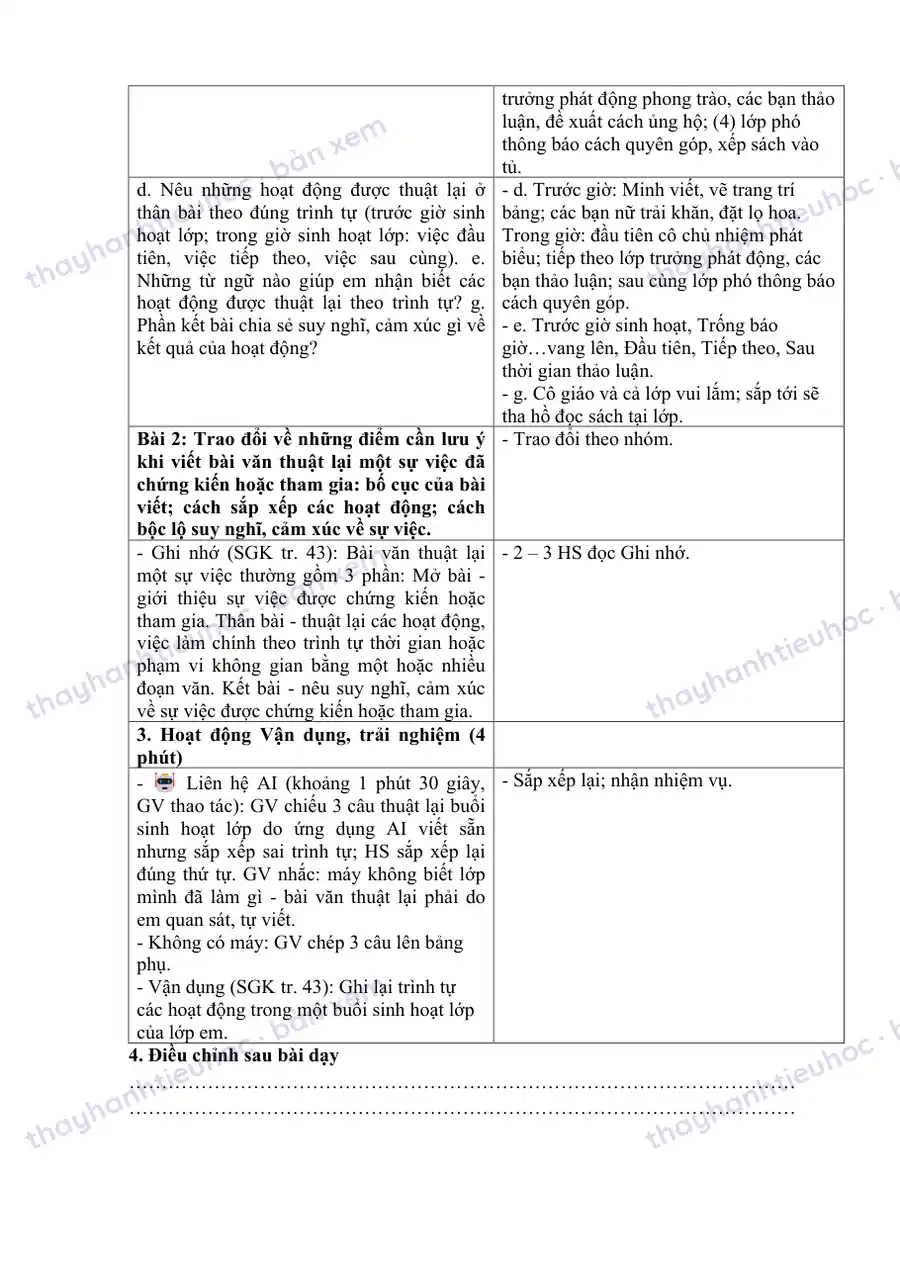 trưởng phát động phong trào, các bạn thảo
luận, đề xuất cách ủng hộ; (4) lớp phó
thông báo cách quyên góp, xếp sách vào
tủ.
d. Nêu những hoạt động được thuật lại ở
thân bài theo đúng trình tự (trước giờ sinh
hoạt lớp; trong giờ sinh hoạt lớp: việc đầu
tiên, việc tiếp theo, việc sau cùng). e.
Những từ ngữ nào giúp em nhận biết các
hoạt động được thuật lại theo trình tự? g.
Phần kết bài chia sẻ suy nghĩ, cảm xúc gì về
kết quả của hoạt động?
- d. Trước giờ: Minh viết, vẽ trang trí
bảng; các bạn nữ trải khăn, đặt lọ hoa.
Trong giờ: đầu tiên cô chủ nhiệm phát
biểu; tiếp theo lớp trưởng phát động, các
bạn thảo luận; sau cùng lớp phó thông báo
cách quyên góp.
- e. Trước giờ sinh hoạt, Trống báo
giờ…vang lên, Đầu tiên, Tiếp theo, Sau
thời gian thảo luận.
- g. Cô giáo và cả lớp vui lắm; sắp tới sẽ
tha hồ đọc sách tại lớp.
Bài 2: Trao đổi về những điểm cần lưu ý
khi viết bài văn thuật lại một sự việc đã
chứng kiến hoặc tham gia: bố cục của bài
viết; cách sắp xếp các hoạt động; cách
bộc lộ suy nghĩ, cảm xúc về sự việc.
- Trao đổi theo nhóm.
- Ghi nhớ (SGK tr. 43): Bài văn thuật lại
một sự việc thường gồm 3 phần: Mở bài -
giới thiệu sự việc được chứng kiến hoặc
tham gia. Thân bài - thuật lại các hoạt động,
việc làm chính theo trình tự thời gian hoặc
phạm vi không gian bằng một hoặc nhiều
đoạn văn. Kết bài - nêu suy nghĩ, cảm xúc
về sự việc được chứng kiến hoặc tham gia.
- 2 – 3 HS đọc Ghi nhớ.
3. Hoạt động Vận dụng, trải nghiệm (4
phút)
- Liên hệ AI (khoảng 1 phút 30 giây,
GV thao tác): GV chiếu 3 câu thuật lại buổi
sinh hoạt lớp do ứng dụng AI viết sẵn
nhưng sắp xếp sai trình tự; HS sắp xếp lại
đúng thứ tự. GV nhắc: máy không biết lớp
mình đã làm gì - bài văn thuật lại phải do
em quan sát, tự viết.
- Không có máy: GV chép 3 câu lên bảng
phụ.
- Vận dụng (SGK tr. 43): Ghi lại trình tự
các hoạt động trong một buổi sinh hoạt lớp
của lớp em.
- Sắp xếp lại; nhận nhiệm vụ.
4. Điều chỉnh sau bài dạy
……………………………………………………………………………………
……………………………………………………………………………………
thayhanhtieuhoc · bản xem
thayhanhtieuhoc · b
thayhanhtieuhoc · bản xem
thayhanhtieuhoc · b
thayhanhtieuhoc · bản xem
thayhanhtieuhoc · b